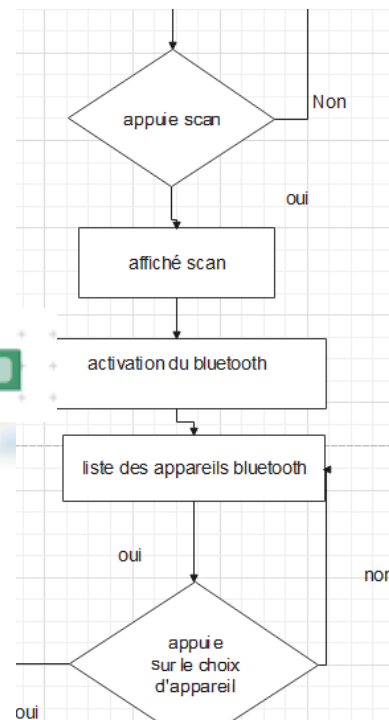 appuie scan
Non
oui
affiché scan
activation du bluetooth
liste des appareils bluetooth
oui
non
appuie
sur le choix
d'appareil
oui